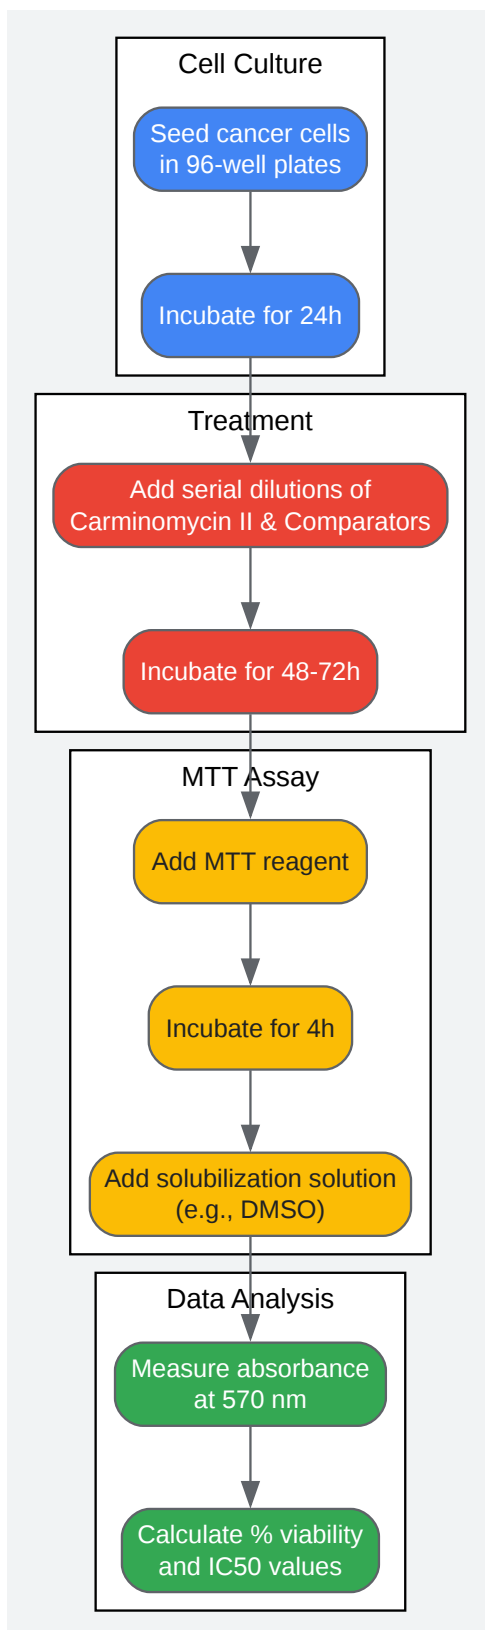 Cell Culture
Seed cancer cells
in 96-well plates
Incubate for 24h
Treatment
Add serial dilutions of
Carminomycin II & Comparators
Incubate for 48-72h
MTT Assay
Add MTT reagent
Incubate for 4h
Add solubilization solution
(e.g., DMSO)
Data Analysis
Measure absorbance
at 570 nm
Calculate % viability
and IC50 values